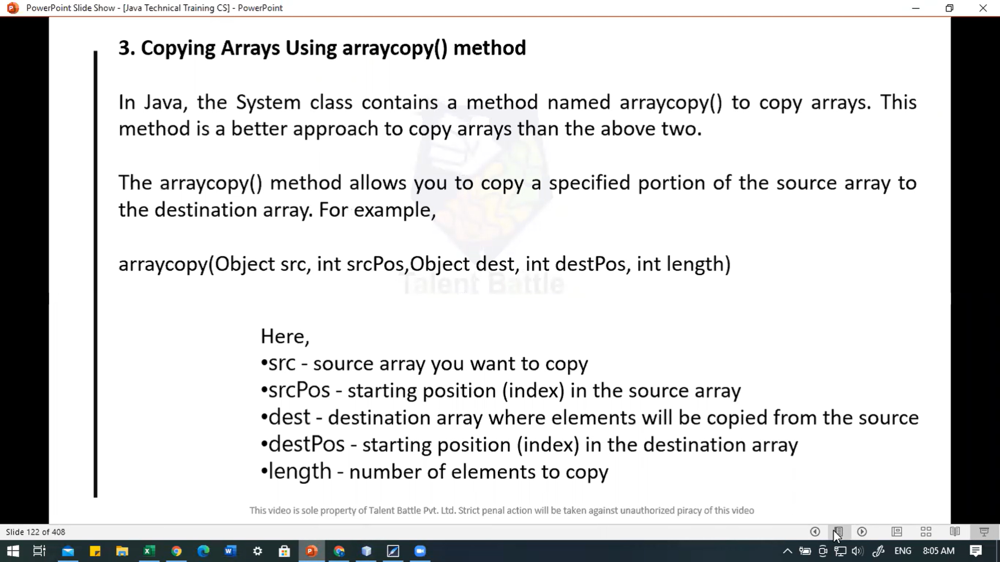 PowerPoint Slide Show - [Java Technical Training CS] - PowerPoint
3. Copying Arrays Using arraycopy() method
In Java, the System class contains a method named arraycopy() to copy arrays. This
method is a better approach to copy arrays than the above two.
The arraycopy() method allows you to copy a specified portion of the source array to
the destination array. For example,
arraycopy(Object src, int srcPos,Object dest, int destPos, int length)
Talent Battle
Here,
•src - source array you want to copy
•srcPos - starting position (index) in the source array
•dest - destination array where elements will be copied from the source
•destPos - starting position (index) in the destination array
•length - number of elements to copy
This video is sole property of Talent Battle Pvt. Ltd. Strict penal action will be taken against unauthorized piracy of this video
Slide 122 of 408
ENG
8:05 AM